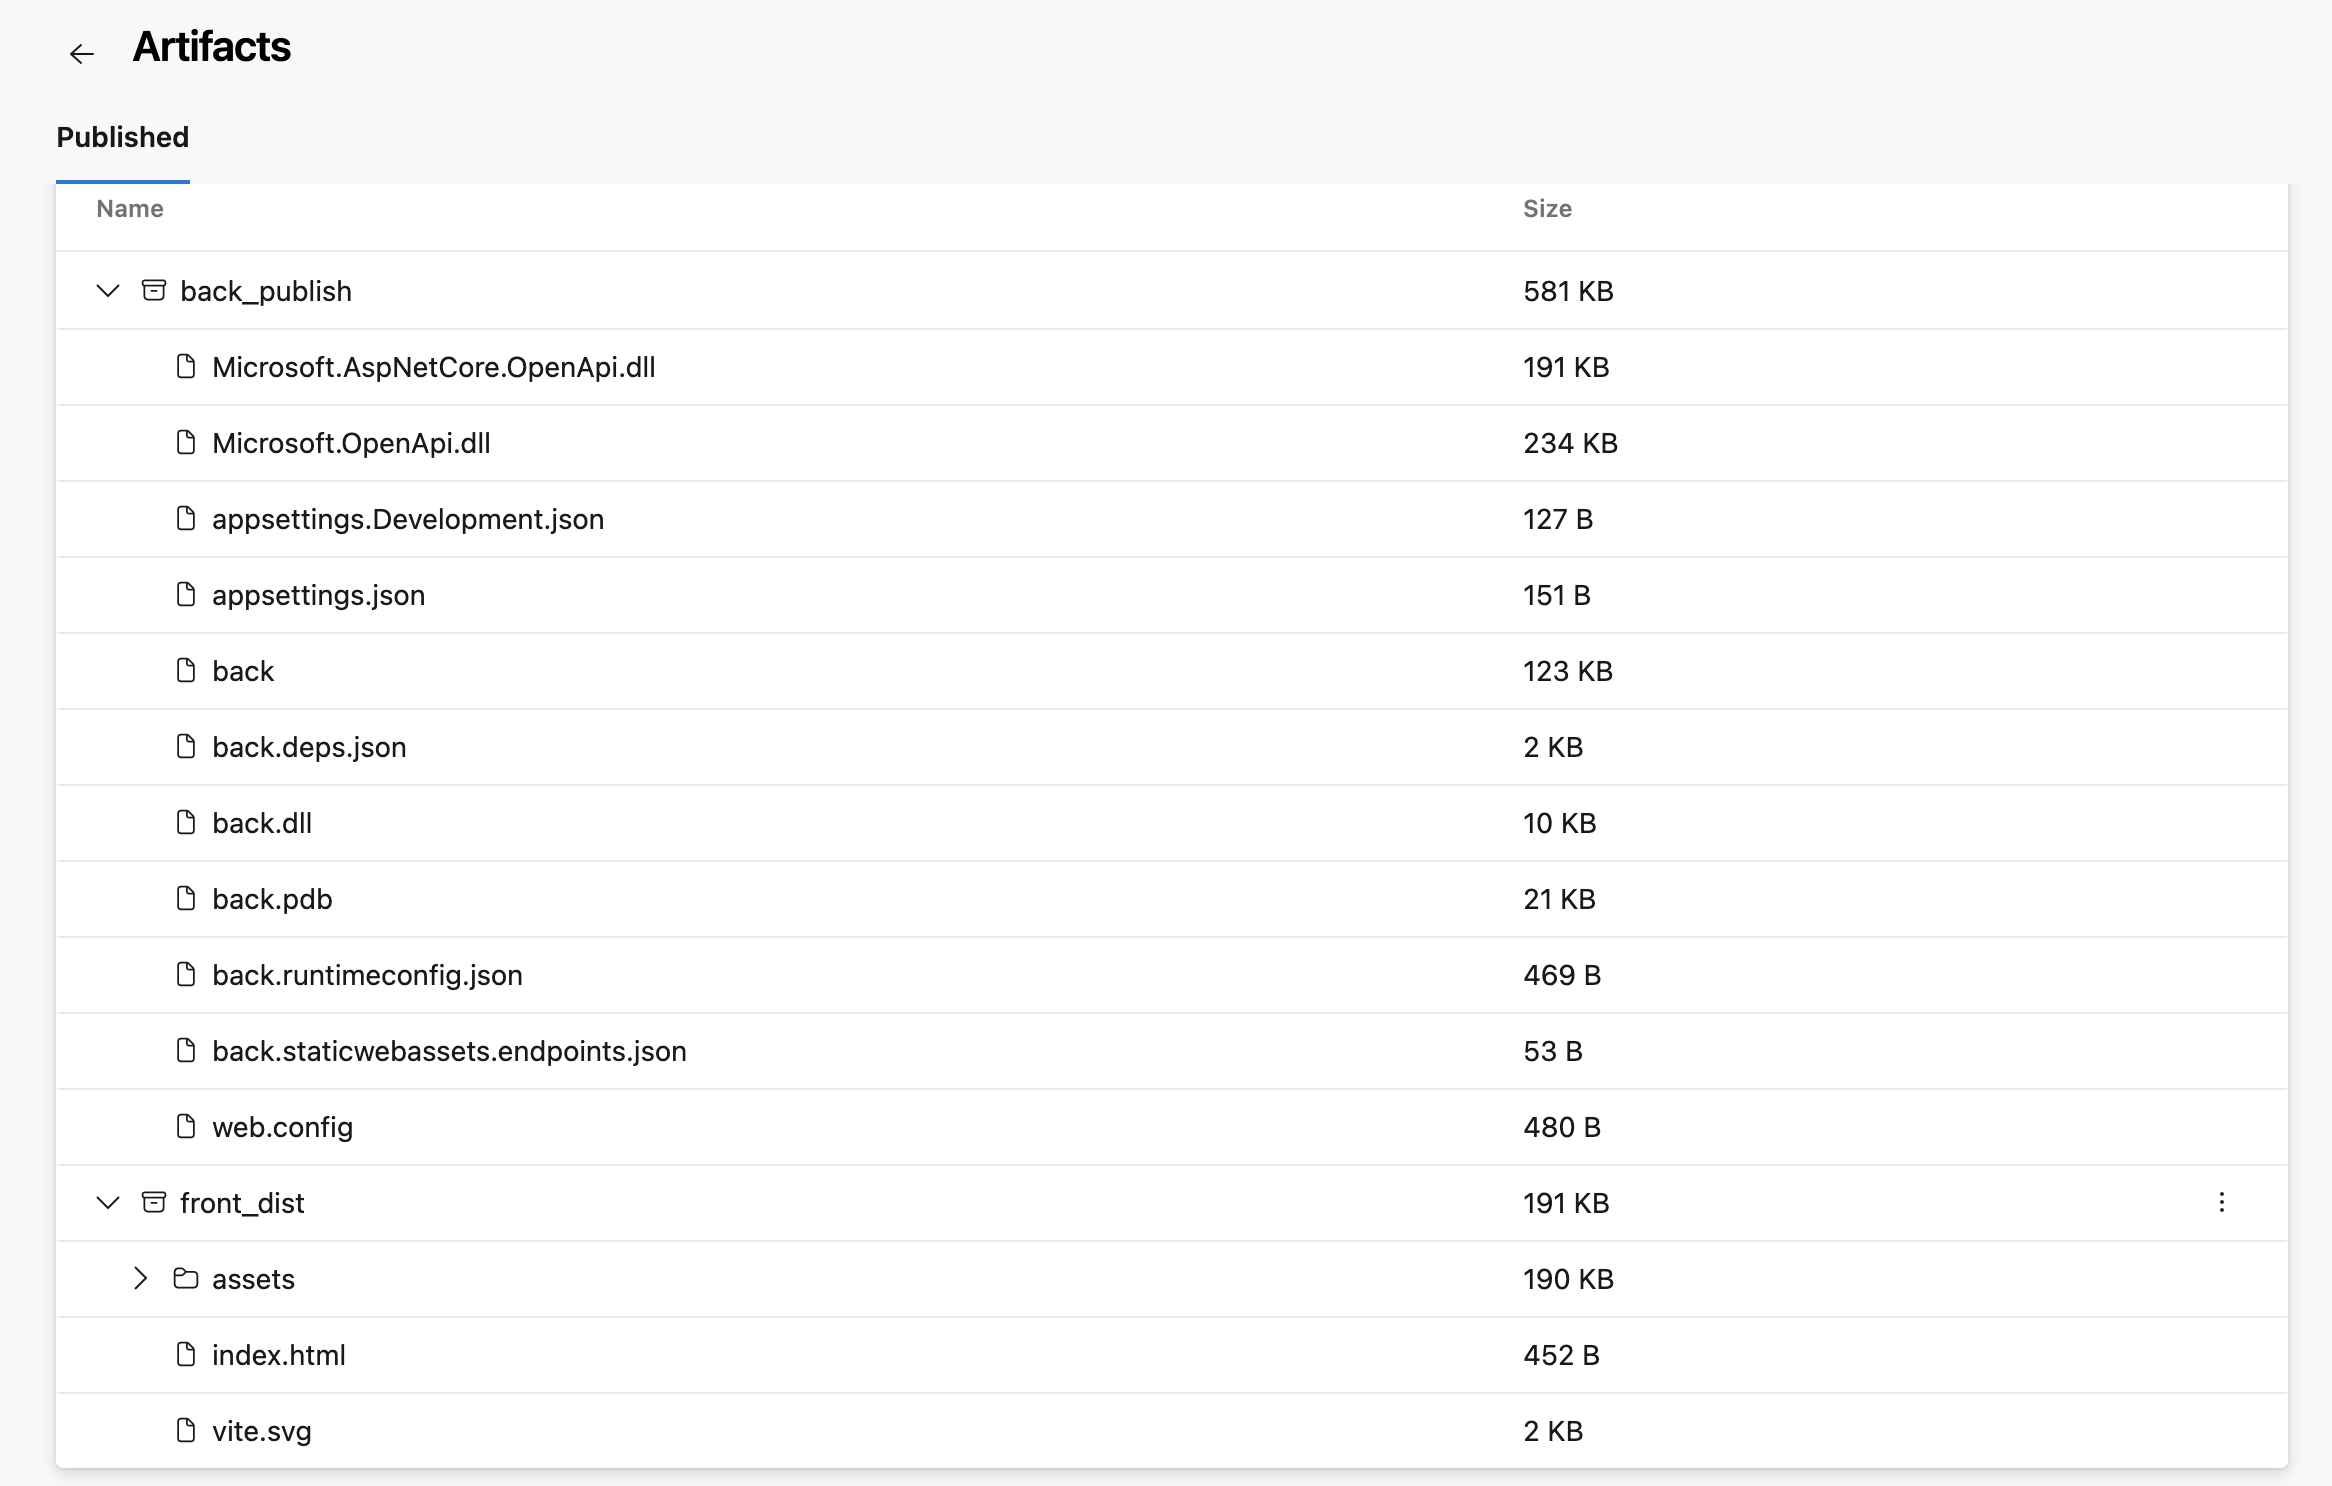 Artifacts
Published
Name Size
back_publish 581 KB
Microsoft.AspNetCore.OpenApi.dll 191 KB
Microsoft.OpenApi.dll 234 KB
appsettings.Development.json 127 B
appsettings.json 151 B
back 123 KB
back.deps.json 2 KB
back.dll 10 KB
back.pdb 21 KB
back.runtimeconfig.json 469 B
back.staticwebassets.endpoints.json 53 B
web.config 480 B
front_dist 191 KB
assets 190 KB
index.html 452 B
vite.svg 2 KB